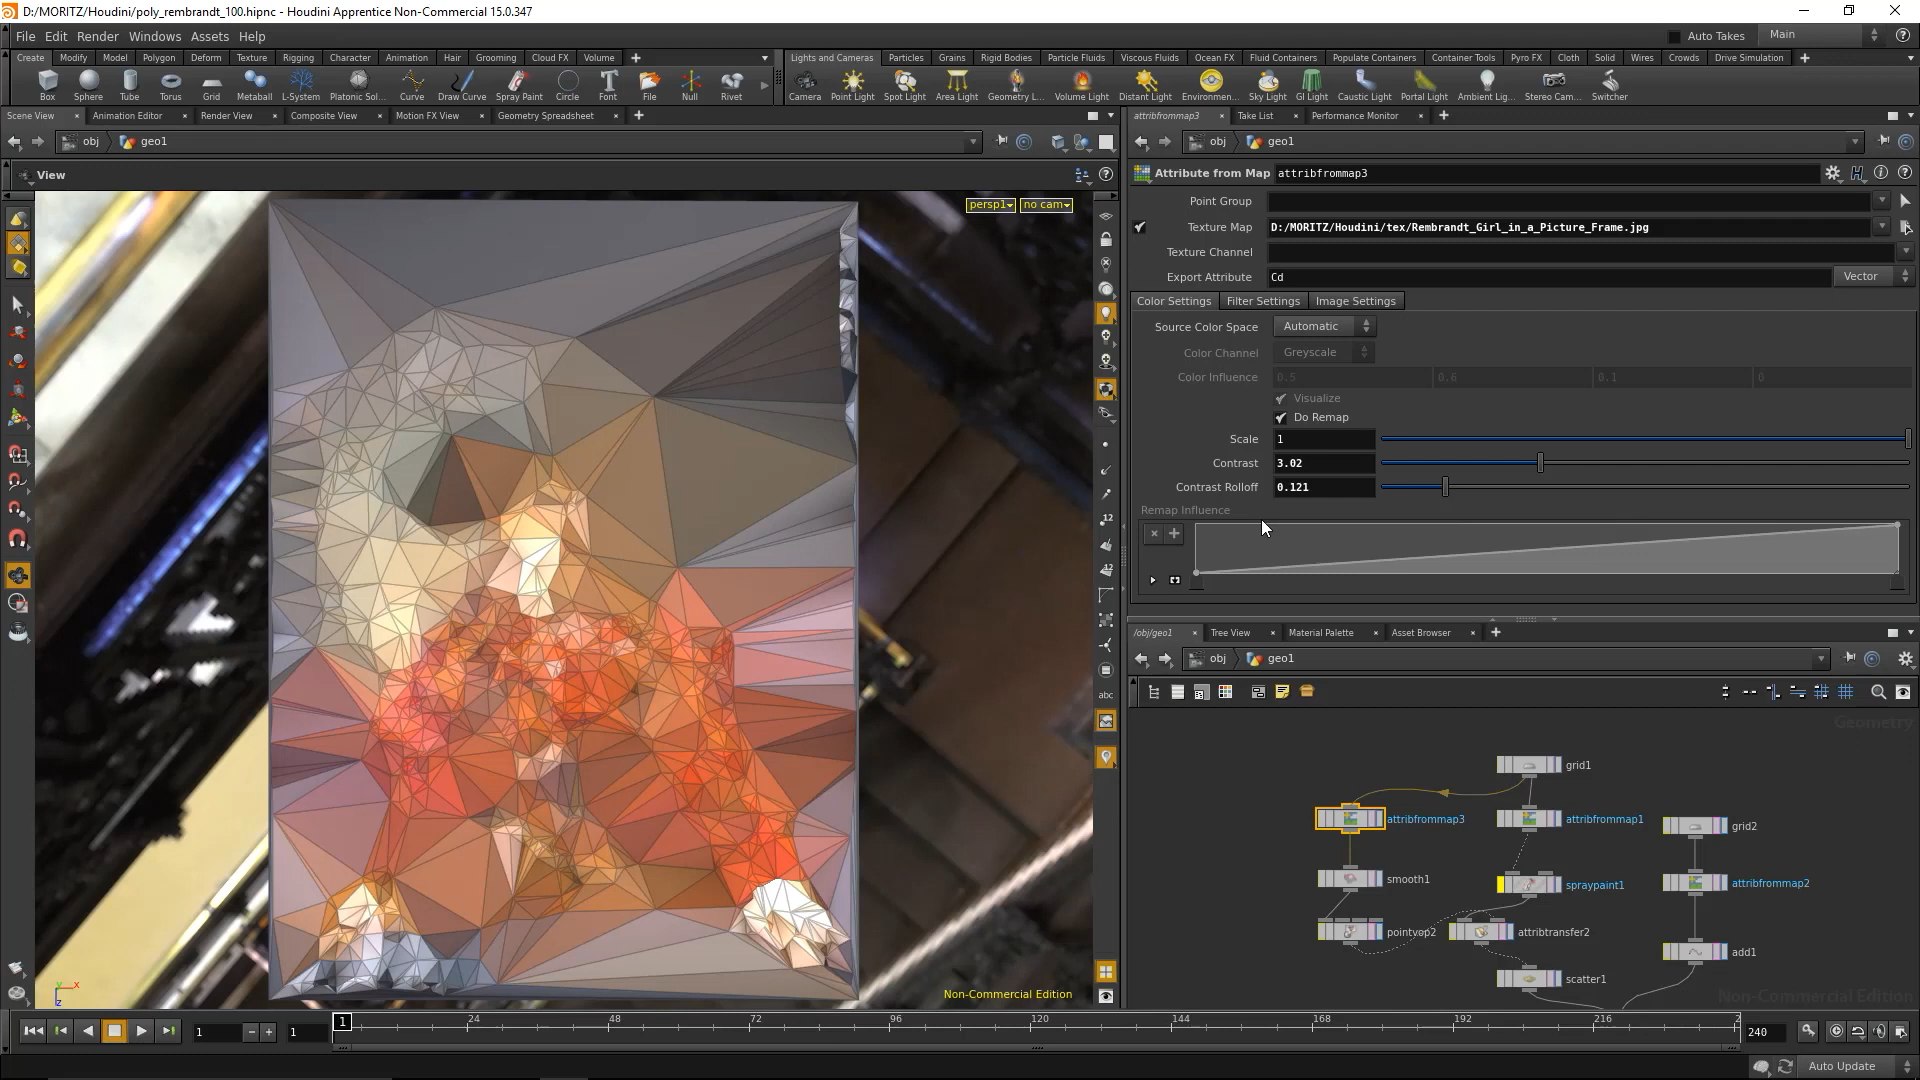 D:/MORITZ/Houdini/poly_rembrandt_100.hipnc - Houdini Apprentice Non-Commercial 15.0.347
File Edit Render Windows Assets Help
Auto Takes Main
Create Modify Model Polygon Deform Texture Rigging Character Animation Hair Grooming Cloud FX Volume
Lights and Cameras Particles Grains Rigid Bodies Particle Fluids Viscous Fluids Ocean FX Fluid Containers Populate Containers Container Tools Pyro FX Cloth Solid Wires Crowds Drive Simulation
Box Sphere Tube Torus Grid Metaball L-System Platonic Sol... Curve Draw Curve Spray Paint Circle Font File Null Rivet
Camera Point Light Spot Light Area Light Geometry L... Volume Light Distant Light Environmen... Sky Light GI Light Caustic Light Portal Light Ambient Lig... Stereo Cam... Switcher
Scene View Animation Editor Render View Composite View Motion FX View Geometry Spreadsheet
attribfrommap3 Take List Performance Monitor
obj geo1
obj geo1
View
persp1 no cam
Attribute from Map attribfrommap3
Point Group
Texture Map D:/MORITZ/Houdini/tex/Rembrandt_Girl_in_a_Picture_Frame.jpg
Texture Channel
Export Attribute Cd Vector
Color Settings Filter Settings Image Settings
Source Color Space Automatic
Color Channel Greyscale
Color Influence 0.5 0.6 0.1 0
Visualize
Do Remap
Scale 1
Contrast 3.02
Contrast Rolloff 0.121
Remap Influence
12
12
abc
/obj/geo1 Tree View Material Palette Asset Browser
obj geo1
Geometry
grid1
attribfrommap3 attribfrommap1
grid2
smooth1 spraypaint1 attribfrommap2
pointvop2 attribtransfer2
add1
scatter1
Non-Commercial Edition
Non-Commercial Edition
y x
z
1 1 1 24 48 72 96 120 144 168 192 216 2 240
Auto Update